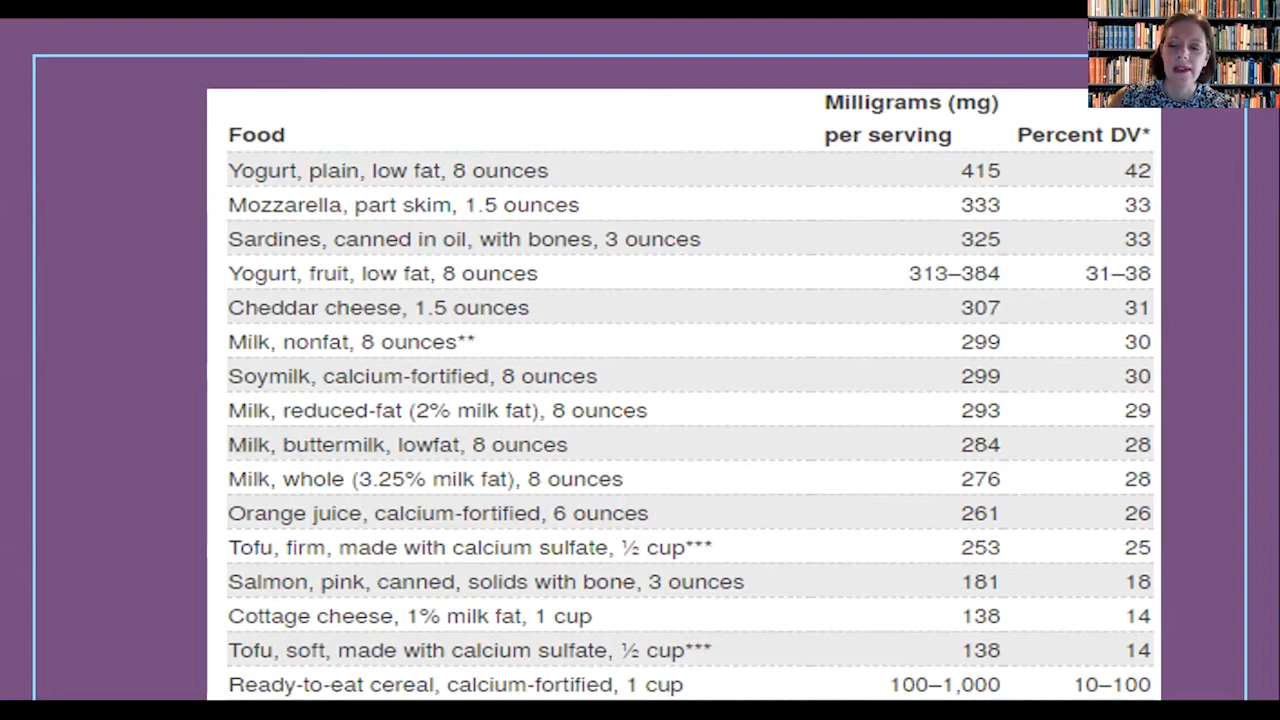 Milligrams (mg)
Food per serving Percent DV*
Yogurt, plain, low fat, 8 ounces 415 42
Mozzarella, part skim, 1.5 ounces 333 33
Sardines, canned in oil, with bones, 3 ounces 325 33
Yogurt, fruit, low fat, 8 ounces 313–384 31–38
Cheddar cheese, 1.5 ounces 307 31
Milk, nonfat, 8 ounces** 299 30
Soymilk, calcium-fortified, 8 ounces 299 30
Milk, reduced-fat (2% milk fat), 8 ounces 293 29
Milk, buttermilk, lowfat, 8 ounces 284 28
Milk, whole (3.25% milk fat), 8 ounces 276 28
Orange juice, calcium-fortified, 6 ounces 261 26
Tofu, firm, made with calcium sulfate, ½ cup*** 253 25
Salmon, pink, canned, solids with bone, 3 ounces 181 18
Cottage cheese, 1% milk fat, 1 cup 138 14
Tofu, soft, made with calcium sulfate, ½ cup*** 138 14
Ready-to-eat cereal, calcium-fortified, 1 cup 100–1,000 10–100